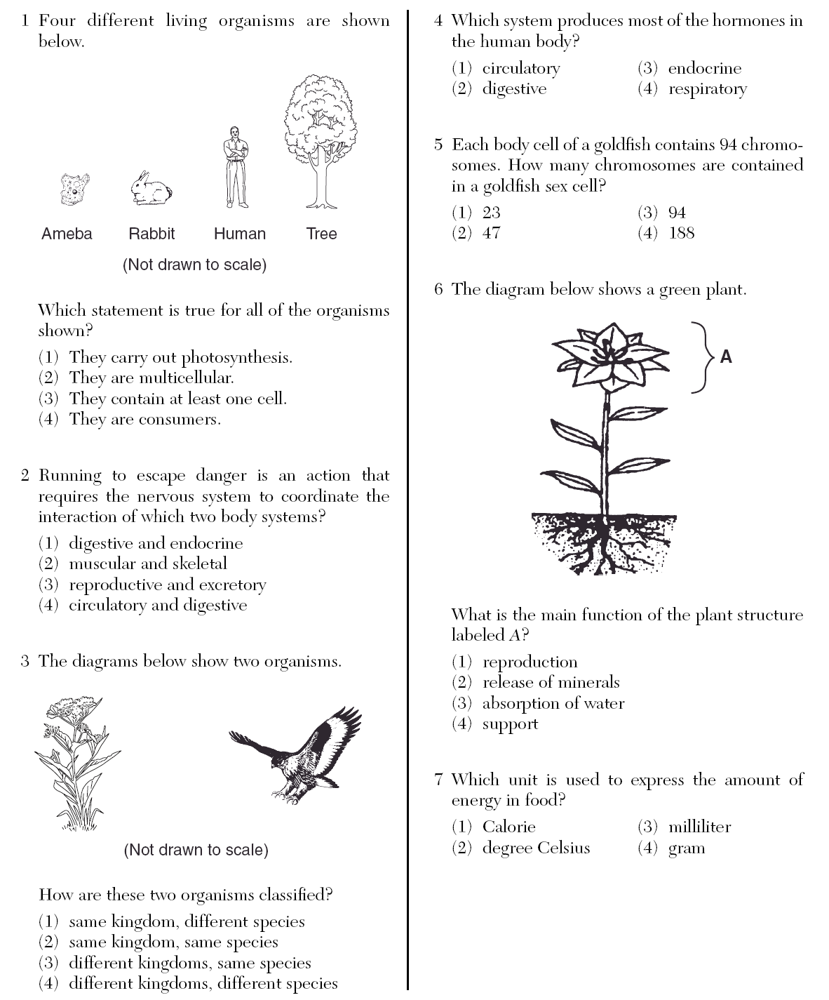 1 Four different living organisms are shown
below.
Ameba Rabbit Human Tree
(Not drawn to scale)
Which statement is true for all of the organisms
shown?
(1) They carry out photosynthesis.
(2) They are multicellular.
(3) They contain at least one cell.
(4) They are consumers.
2 Running to escape danger is an action that
requires the nervous system to coordinate the
interaction of which two body systems?
(1) digestive and endocrine
(2) muscular and skeletal
(3) reproductive and excretory
(4) circulatory and digestive
3 The diagrams below show two organisms.
(Not drawn to scale)
How are these two organisms classified?
(1) same kingdom, different species
(2) same kingdom, same species
(3) different kingdoms, same species
(4) different kingdoms, different species
4 Which system produces most of the hormones in
the human body?
(1) circulatory (3) endocrine
(2) digestive (4) respiratory
5 Each body cell of a goldfish contains 94 chromo-
somes. How many chromosomes are contained
in a goldfish sex cell?
(1) 23 (3) 94
(2) 47 (4) 188
6 The diagram below shows a green plant.
A
What is the main function of the plant structure
labeled A?
(1) reproduction
(2) release of minerals
(3) absorption of water
(4) support
7 Which unit is used to express the amount of
energy in food?
(1) Calorie (3) milliliter
(2) degree Celsius (4) gram